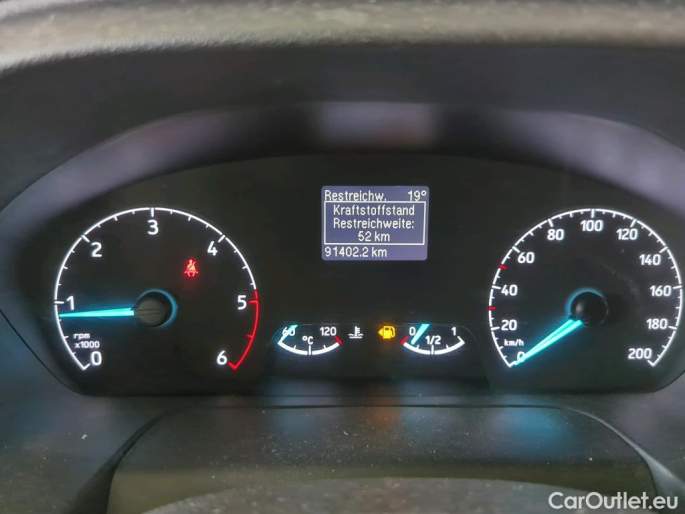 Restreichw. 19°
Kraftstoffstand
Restreichweite:
52 km
91402.2 km
0 1 2 3 4 5 6
rpm
x1000
60 120
°C
0 1/2 1
0 20 40 60 80 100 120 140 160 180 200
km/h
CarOutlet.eu